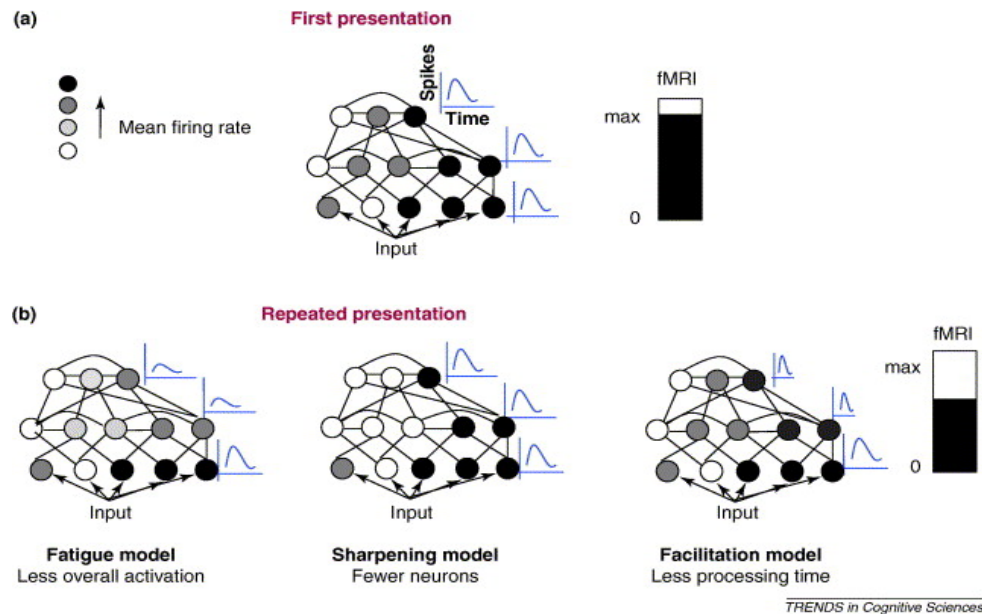 (a)
First presentation
Mean firing rate
Spikes
Time
Input
fMRI
max
0
(b)
Repeated presentation
Input
Input
Input
fMRI
max
0
Fatigue model
Less overall activation
Sharpening model
Fewer neurons
Facilitation model
Less processing time
TRENDS in Cognitive Sciences